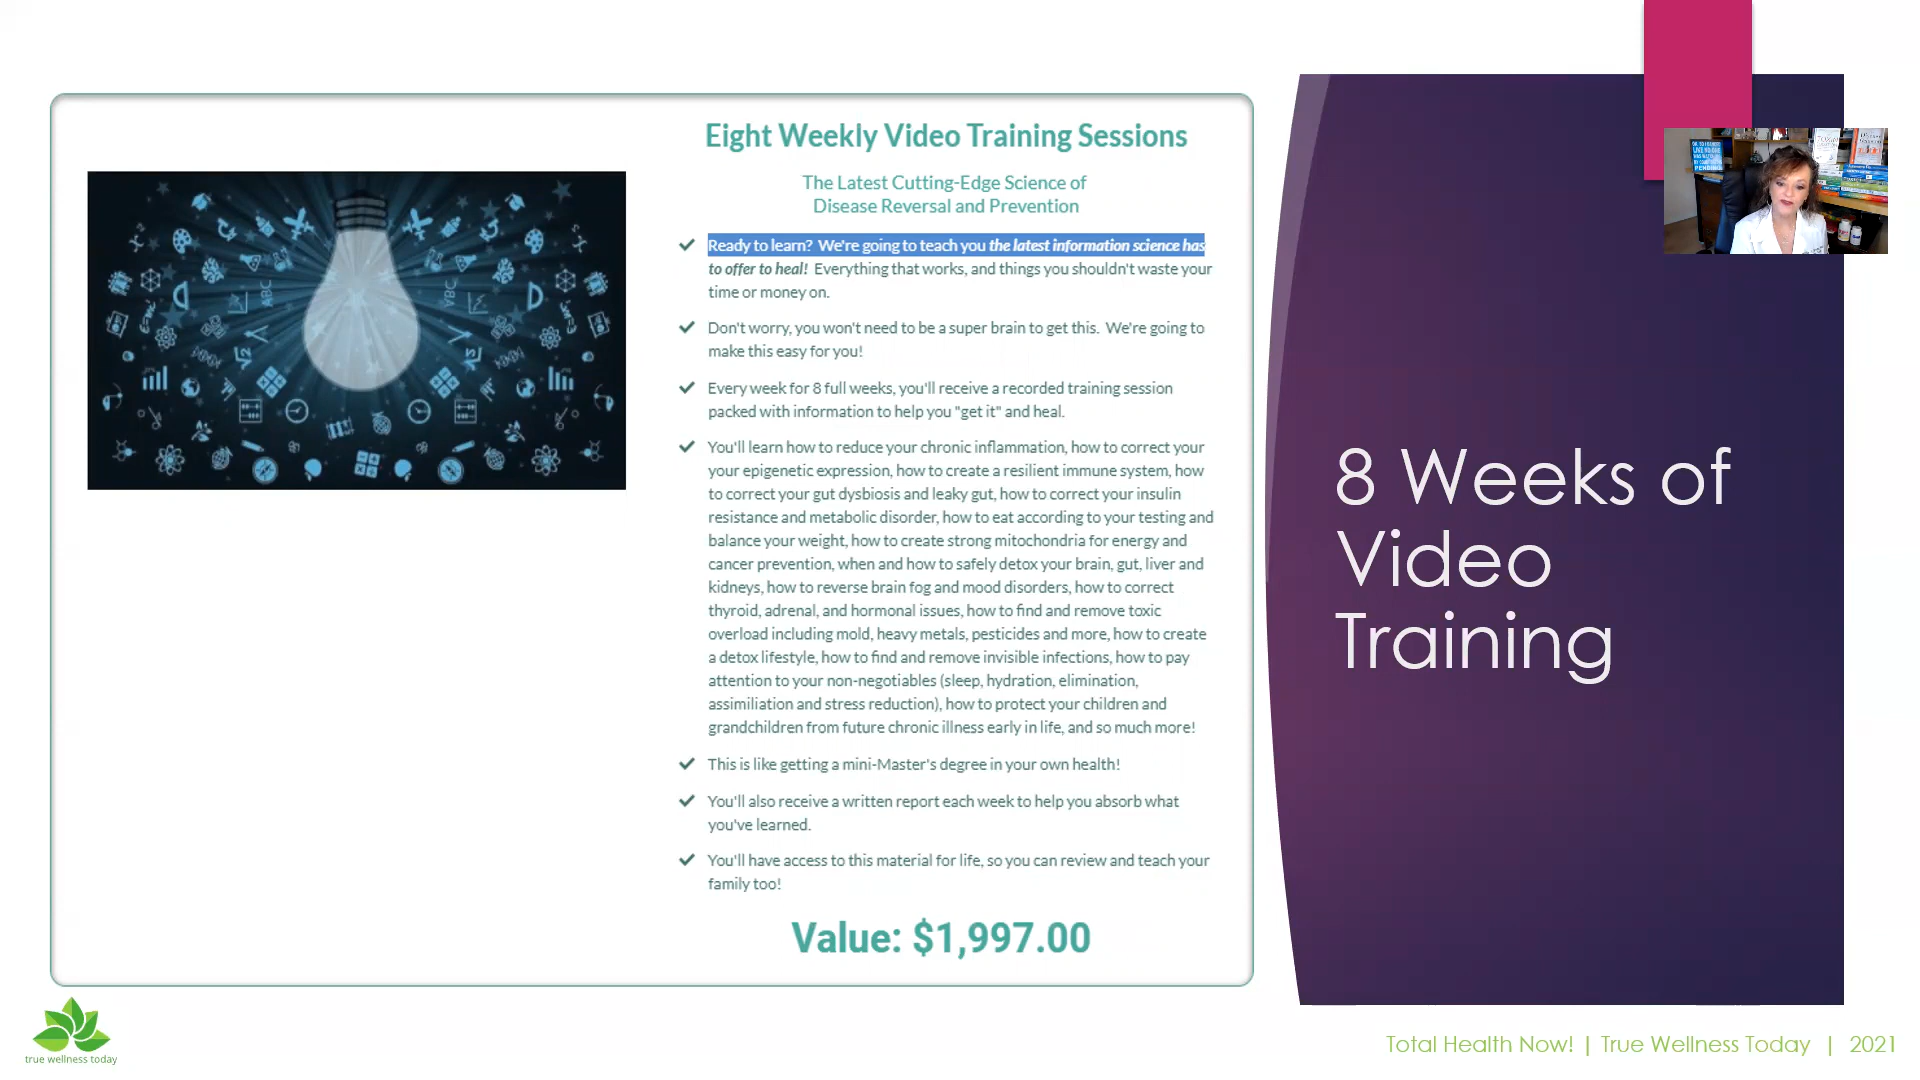 Eight Weekly Video Training Sessions
The Latest Cutting-Edge Science of
Disease Reversal and Prevention
Ready to learn? We're going to teach you the latest information science has
to offer to heal! Everything that works, and things you shouldn't waste your
time or money on.
Don't worry, you won't need to be a super brain to get this. We're going to
make this easy for you!
Every week for 8 full weeks, you'll receive a recorded training session
packed with information to help you "get it" and heal.
You'll learn how to reduce your chronic inflammation, how to correct your
your epigenetic expression, how to create a resilient immune system, how
to correct your gut dysbiosis and leaky gut, how to correct your insulin
resistance and metabolic disorder, how to eat according to your testing and
balance your weight, how to create strong mitochondria for energy and
cancer prevention, when and how to safely detox your brain, gut, liver and
kidneys, how to reverse brain fog and mood disorders, how to correct
thyroid, adrenal, and hormonal issues, how to find and remove toxic
overload including mold, heavy metals, pesticides and more, how to create
a detox lifestyle, how to find and remove invisible infections, how to pay
attention to your non-negotiables (sleep, hydration, elimination,
assimiliation and stress reduction), how to protect your children and
grandchildren from future chronic illness early in life, and so much more!
This is like getting a mini-Master's degree in your own health!
You'll also receive a written report each week to help you absorb what
you've learned.
You'll have access to this material for life, so you can review and teach your
family too!
Value: $1,997.00
8 Weeks of
Video
Training
true wellness today
Total Health Now! | True Wellness Today | 2021